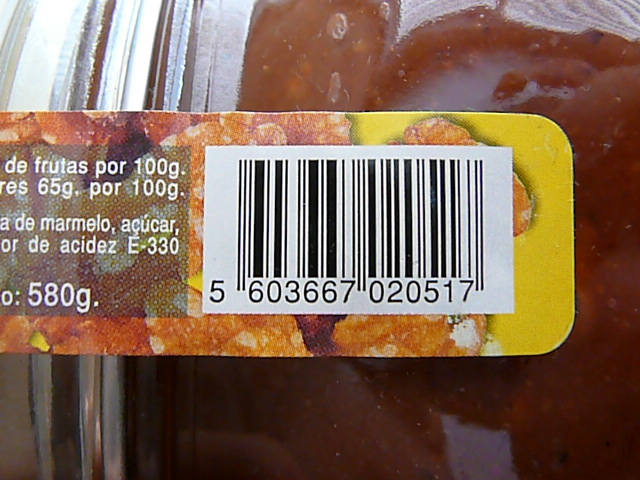 de frutas por 100g.
res 65g. por 100g.
a de marmelo, açúcar,
or de acidez E-330
o: 580g.
5 603667 020517